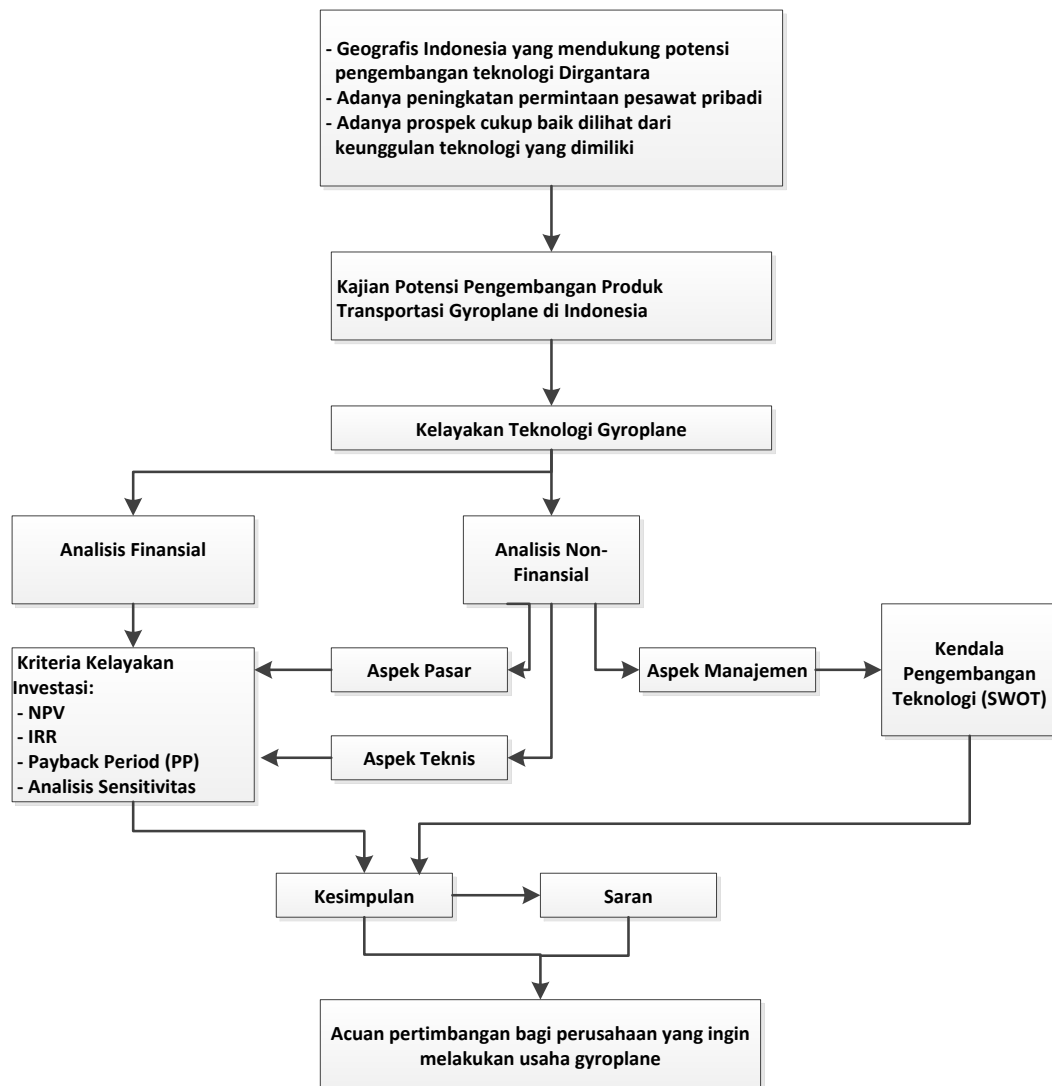 - Geografis Indonesia yang mendukung potensi
pengembangan teknologi Dirgantara
- Adanya peningkatan permintaan pesawat pribadi
- Adanya prospek cukup baik dilihat dari
keunggulan teknologi yang dimiliki
Kajian Potensi Pengembangan Produk
Transportasi Gyroplane di Indonesia
Kelayakan Teknologi Gyroplane
Analisis Finansial
Analisis Non-
Finansial
Kriteria Kelayakan
Investasi:
- NPV
- IRR
- Payback Period (PP)
- Analisis Sensitivitas
Aspek Pasar
Aspek Teknis
Aspek Manajemen
Kendala
Pengembangan
Teknologi (SWOT)
Kesimpulan
Saran
Acuan pertimbangan bagi perusahaan yang ingin
melakukan usaha gyroplane